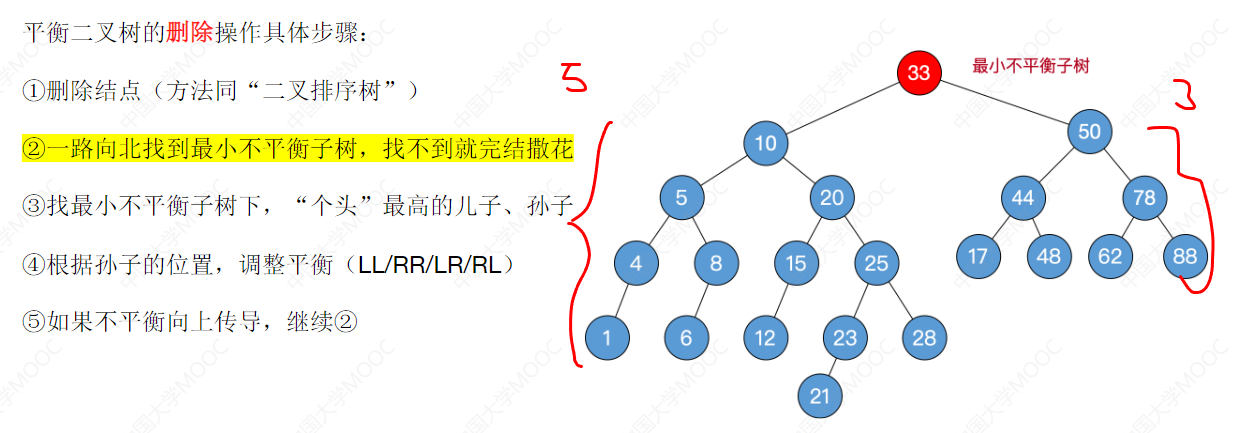 平衡二叉树的删除操作具体步骤：
①删除结点（方法同“二叉排序树”）
②一路向北找到最小不平衡子树，找不到就完结撒花
③找最小不平衡子树下，“个头”最高的儿子、孙子
④根据孙子的位置，调整平衡（LL/RR/LR/RL）
⑤如果不平衡向上传导，继续②
5
33 最小不平衡子树
3
10 50
5 20 44 78
4 8 15 25 17 48 62 88
1 6 12 23 28
21
中国大学MOOC